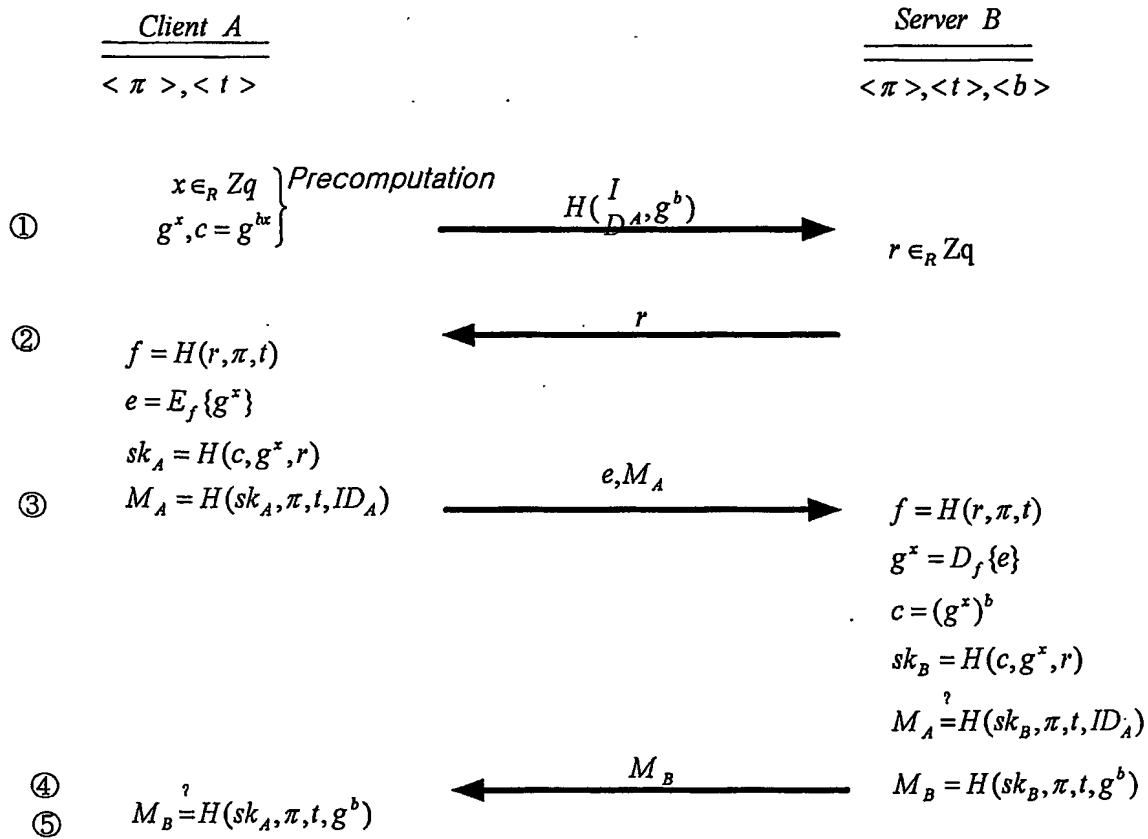 Client A
Server B
< π >,< t >
< π >,< t >,< b >
x ∈_R Zq
Precomputation
①
g^x, c = g^{bx}
H(ID_A, g^b)
r ∈_R Zq
②
r
f = H(r,π,t)
e = E_f{g^x}
sk_A = H(c,g^x,r)
③
M_A = H(sk_A,π,t,ID_A)
e,M_A
f = H(r,π,t)
g^x = D_f{e}
c = (g^x)^b
sk_B = H(c,g^x,r)
M_A ?= H(sk_B,π,t,ID_A)
④
M_B
M_B = H(sk_B,π,t,g^b)
⑤
M_B ?= H(sk_A,π,t,g^b)